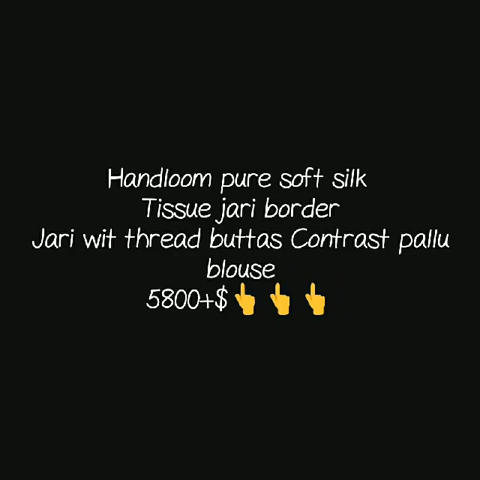 Handloom pure soft silk
Tissue jari border
Jari wit thread buttas Contrast pallu
blouse
5800+$👆👆👆